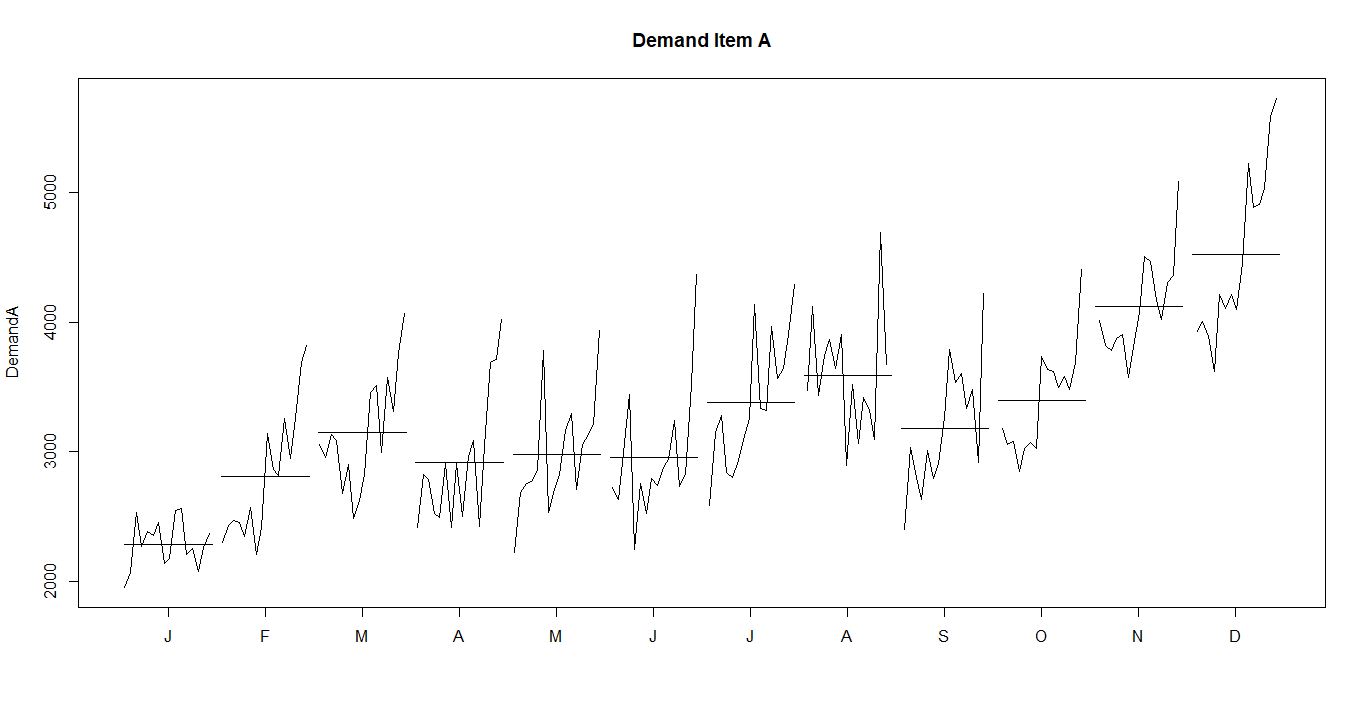 Demand Item A
DemandA
5000
4000
3000
2000
J F M A M J J A S O N D